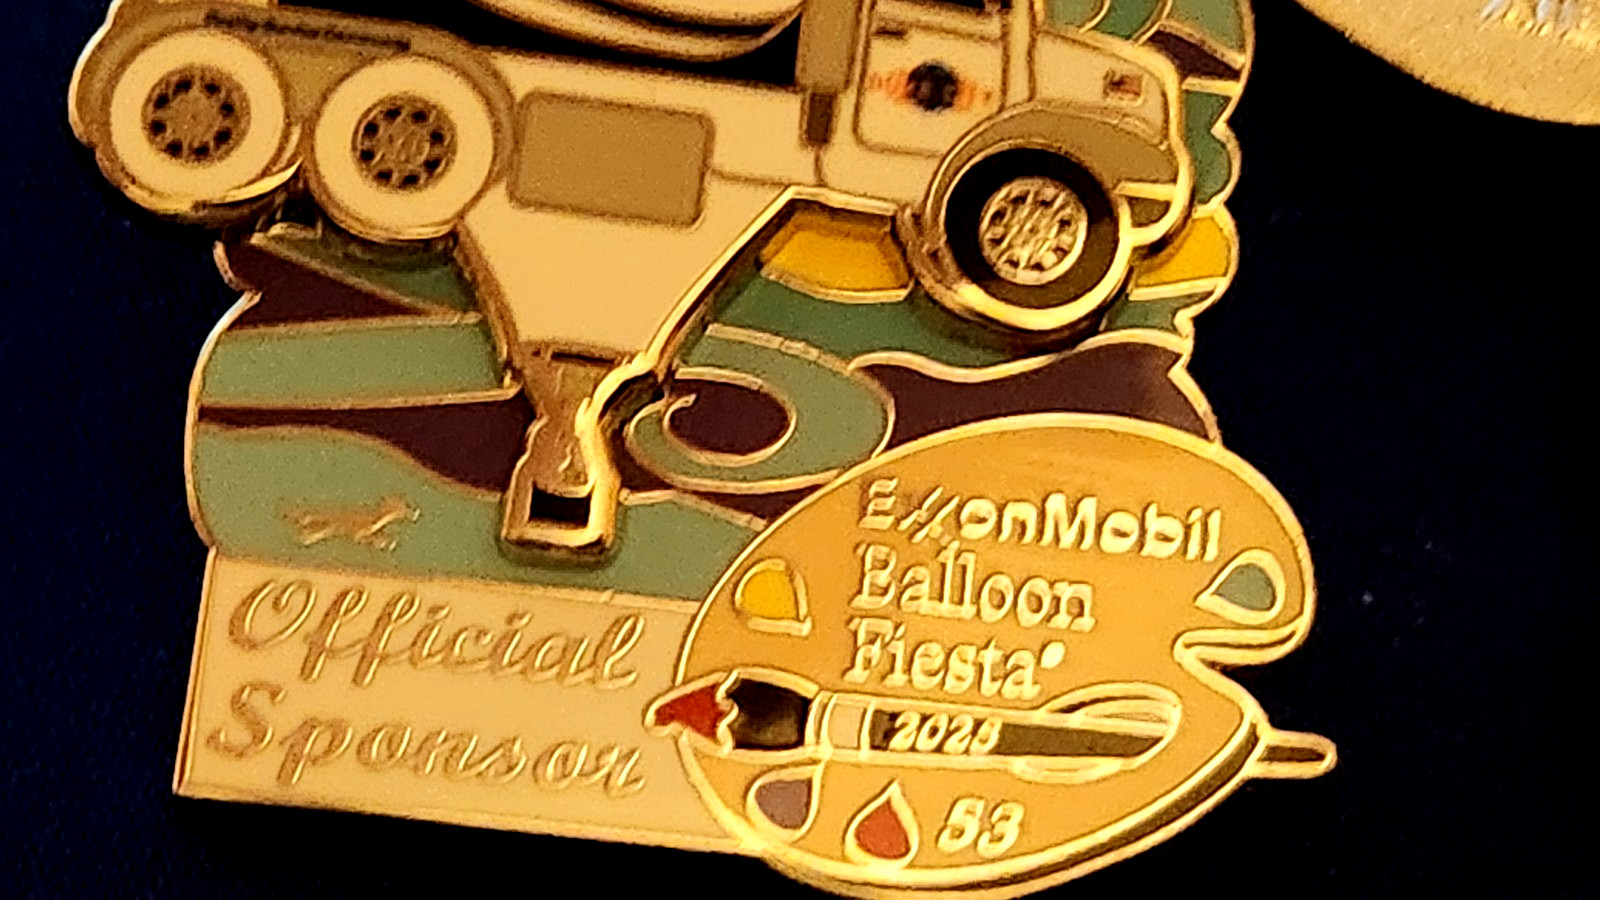 Official
Sponsor
ExxonMobil
Balloon
Fiesta®
53